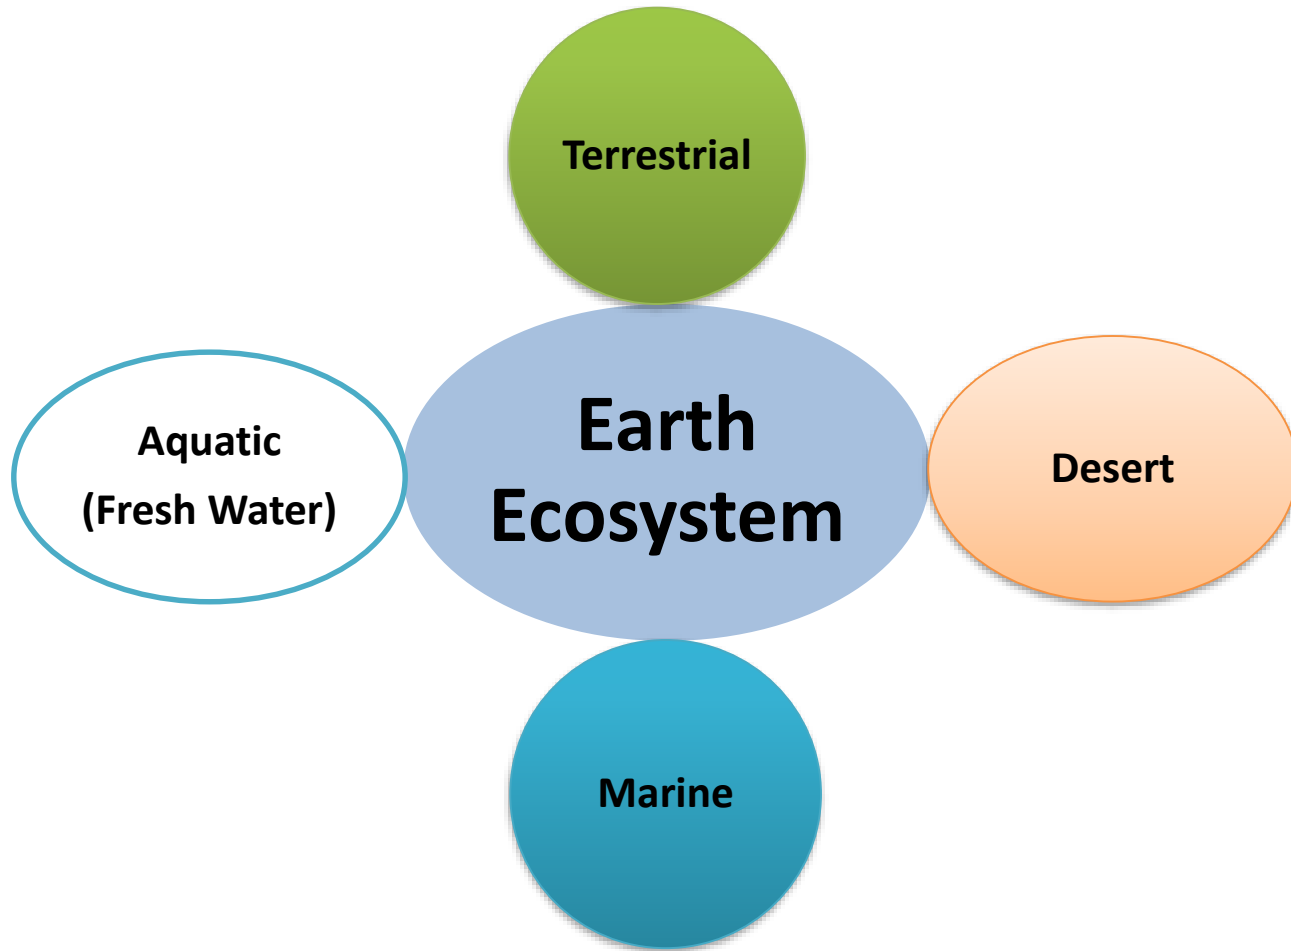 Terrestrial
Earth
Ecosystem
Aquatic
(Fresh Water)
Desert
Marine